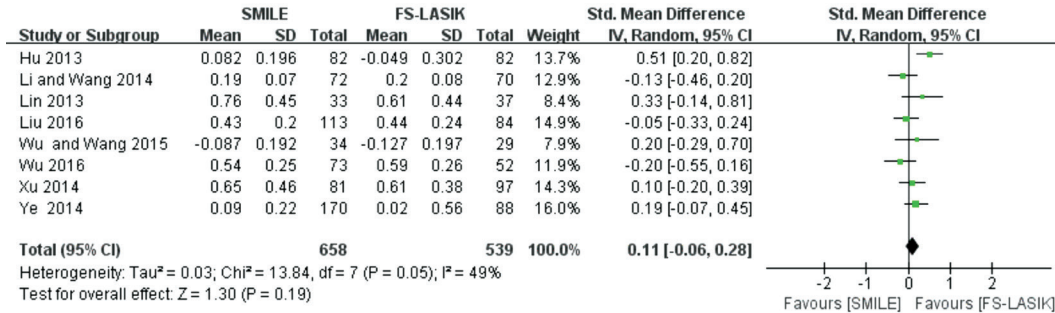 SMILE FS-LASIK Std. Mean Difference Std. Mean Difference
Study or Subgroup Mean SD Total Mean SD Total Weight IV, Random, 95% CI IV, Random, 95% CI
Hu 2013 0.082 0.196 82 -0.049 0.302 82 13.7% 0.51 [0.20, 0.82]
Li and Wang 2014 0.19 0.07 72 0.2 0.08 70 12.9% -0.13 [-0.46, 0.20]
Lin 2013 0.76 0.45 33 0.61 0.44 37 8.4% 0.33 [-0.14, 0.81]
Liu 2016 0.43 0.2 113 0.44 0.24 84 14.9% -0.05 [-0.33, 0.24]
Wu and Wang 2015 -0.087 0.192 34 -0.127 0.197 29 7.9% 0.20 [-0.29, 0.70]
Wu 2016 0.54 0.25 73 0.59 0.26 52 11.9% -0.20 [-0.55, 0.16]
Xu 2014 0.65 0.46 81 0.61 0.38 97 14.3% 0.10 [-0.20, 0.39]
Ye 2014 0.09 0.22 170 0.02 0.56 88 16.0% 0.19 [-0.07, 0.45]
Total (95% CI) 658 539 100.0% 0.11 [-0.06, 0.28]
Heterogeneity: Tau² = 0.03; Chi² = 13.84, df = 7 (P = 0.05); I² = 49%
Test for overall effect: Z = 1.30 (P = 0.19)
-2 -1 0 1 2
Favours [SMILE] Favours [FS-LASIK]